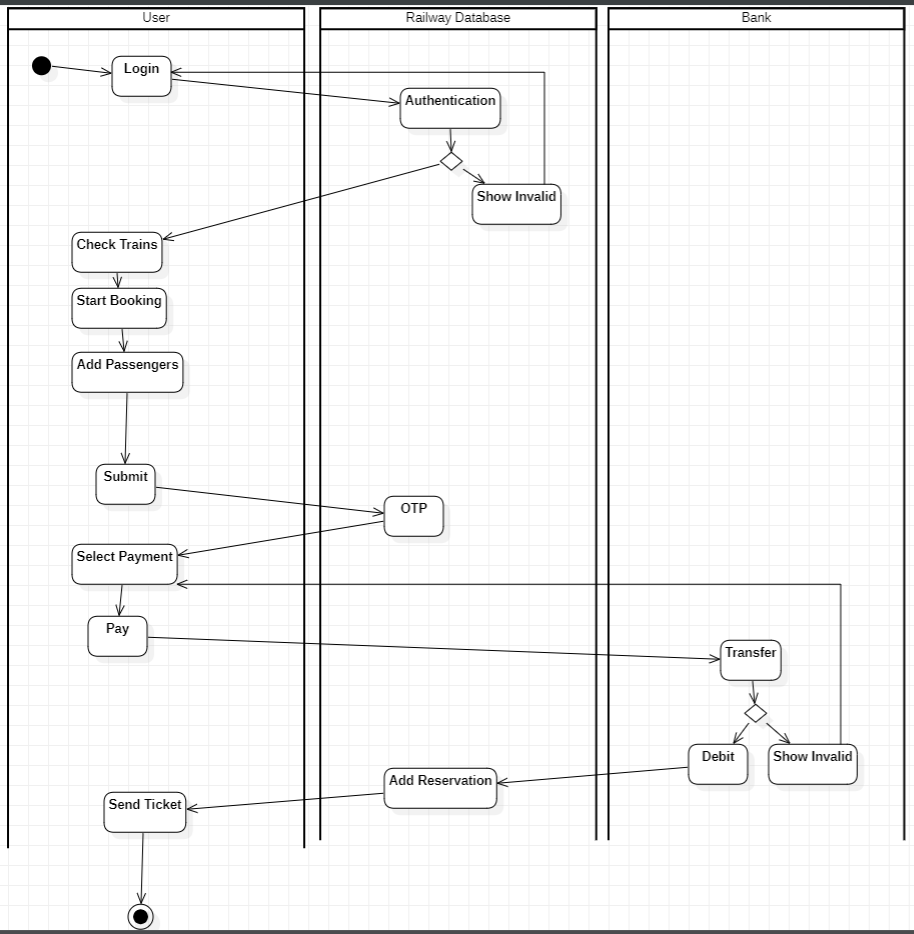 User
Railway Database
Bank
Login
Authentication
Show Invalid
Check Trains
Start Booking
Add Passengers
Submit
OTP
Select Payment
Pay
Transfer
Debit
Show Invalid
Add Reservation
Send Ticket